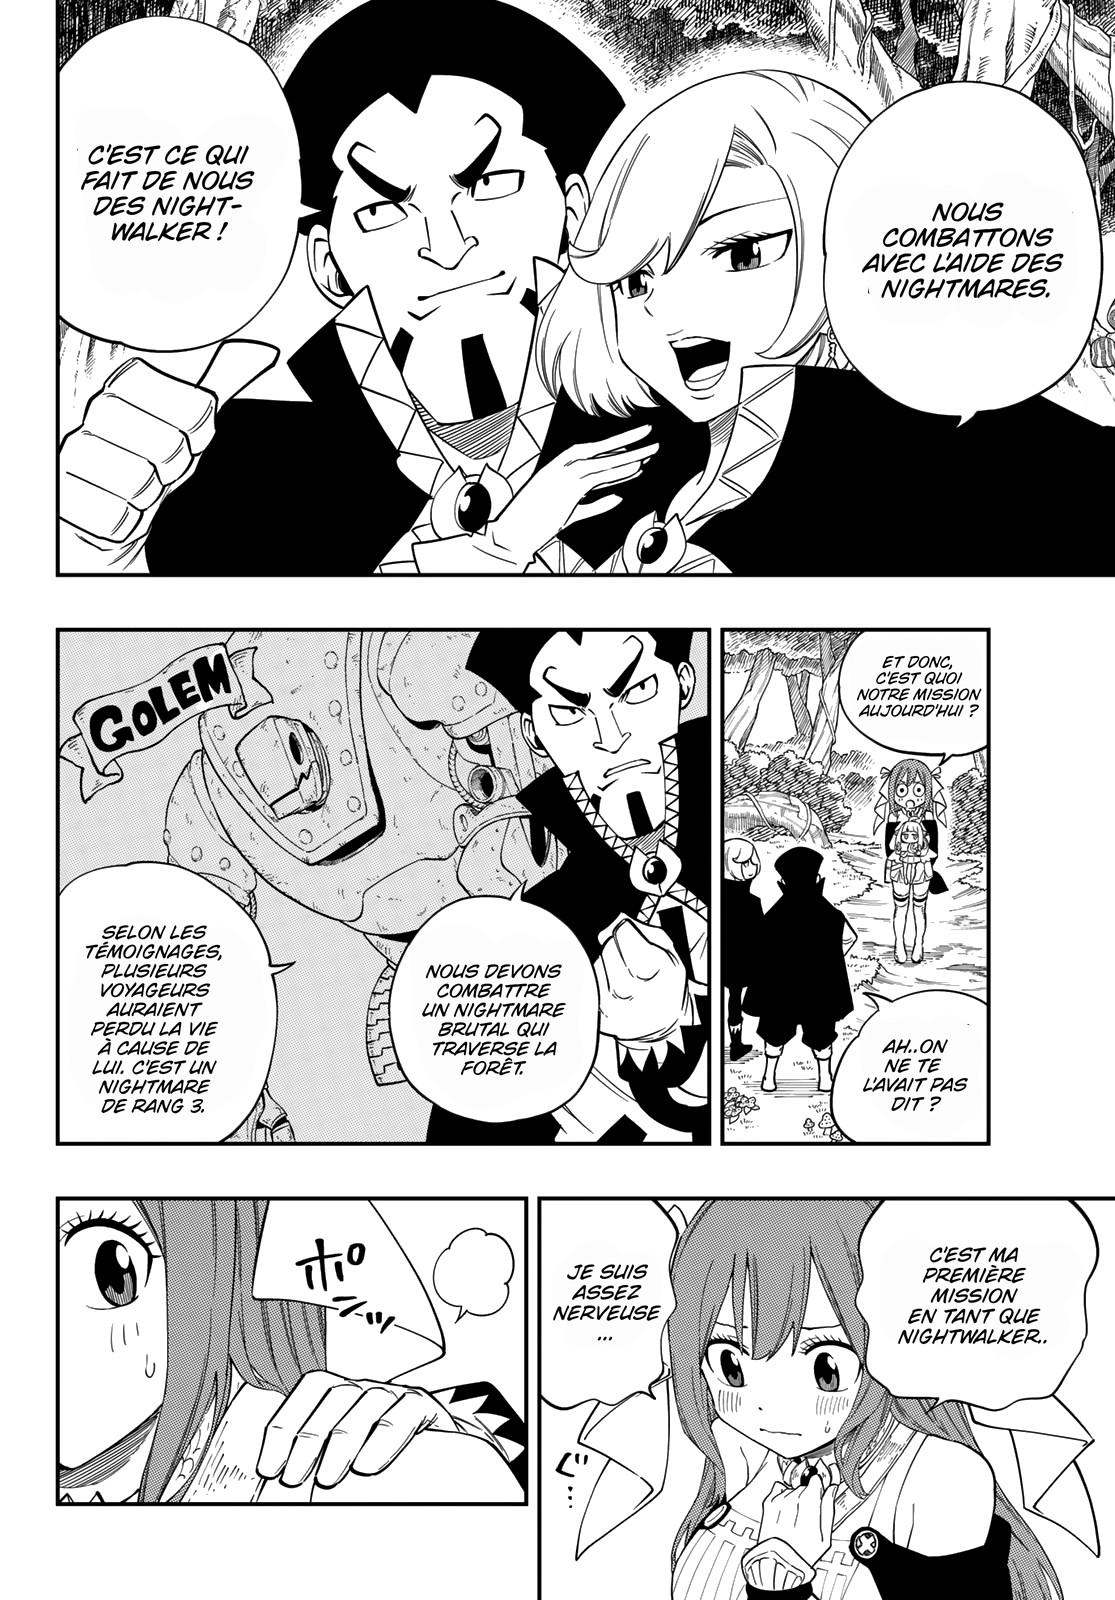 NOUS
COMBATTONS
AVEC L'AIDE DES
NIGHTMARES.
C'EST CE QUI
FAIT DE NOUS
DES NIGHT-
WALKER !
ET DONC,
C'EST QUOI
NOTRE MISSION
AUJOURD'HUI ?
AH..ON
NE TE
L'AVAIT PAS
DIT ?
GOLEM
NOUS DEVONS
COMBATTRE
UN NIGHTMARE
BRUTAL QUI
TRAVERSE LA
FORÊT.
SELON LES
TÉMOIGNAGES,
PLUSIEURS
VOYAGEURS
AURAIENT
PERDU LA VIE
À CAUSE DE
LUI. C'EST UN
NIGHTMARE
DE RANG 3.
C'EST MA
PREMIÈRE
MISSION
EN TANT QUE
NIGHTWALKER..
JE SUIS
ASSEZ
NERVEUSE
...
ぐ…
ポ